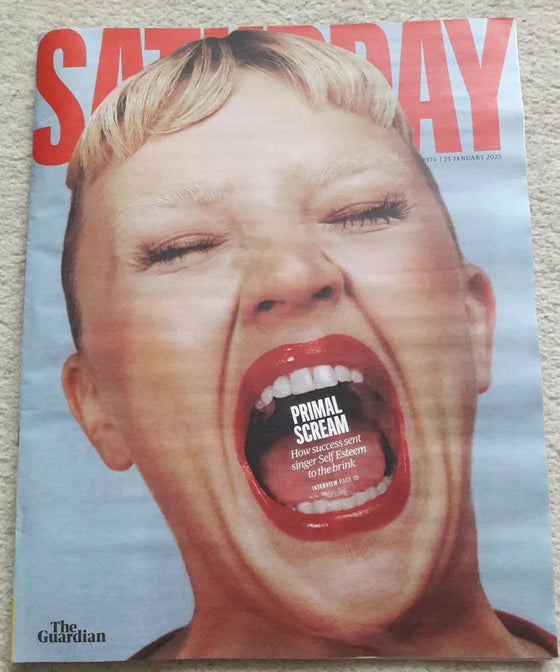 SATURDAY
25 JANUARY 2025
PRIMAL
SCREAM
How success sent
singer Self Esteem
to the brink
INTERVIEW PAGE 10
The
Guardian